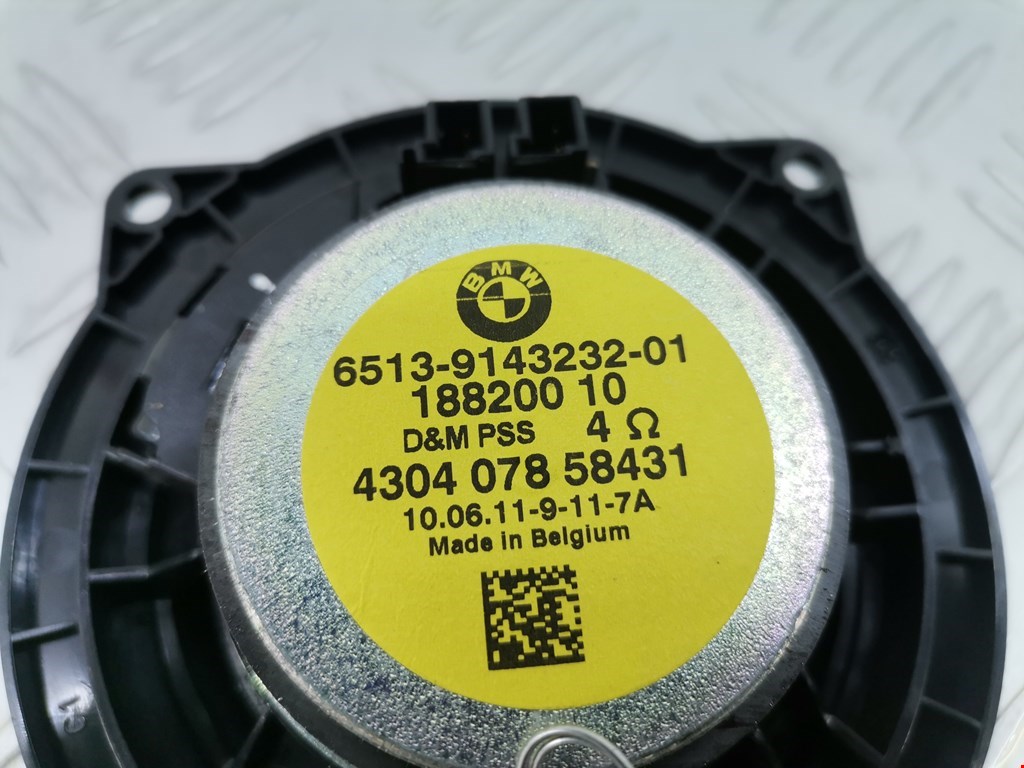 BMW
6513-9143232-01
188200 10
D&M PSS 4 Ω
4304 078 58431
10.06.11-9-11-7A
Made in Belgium